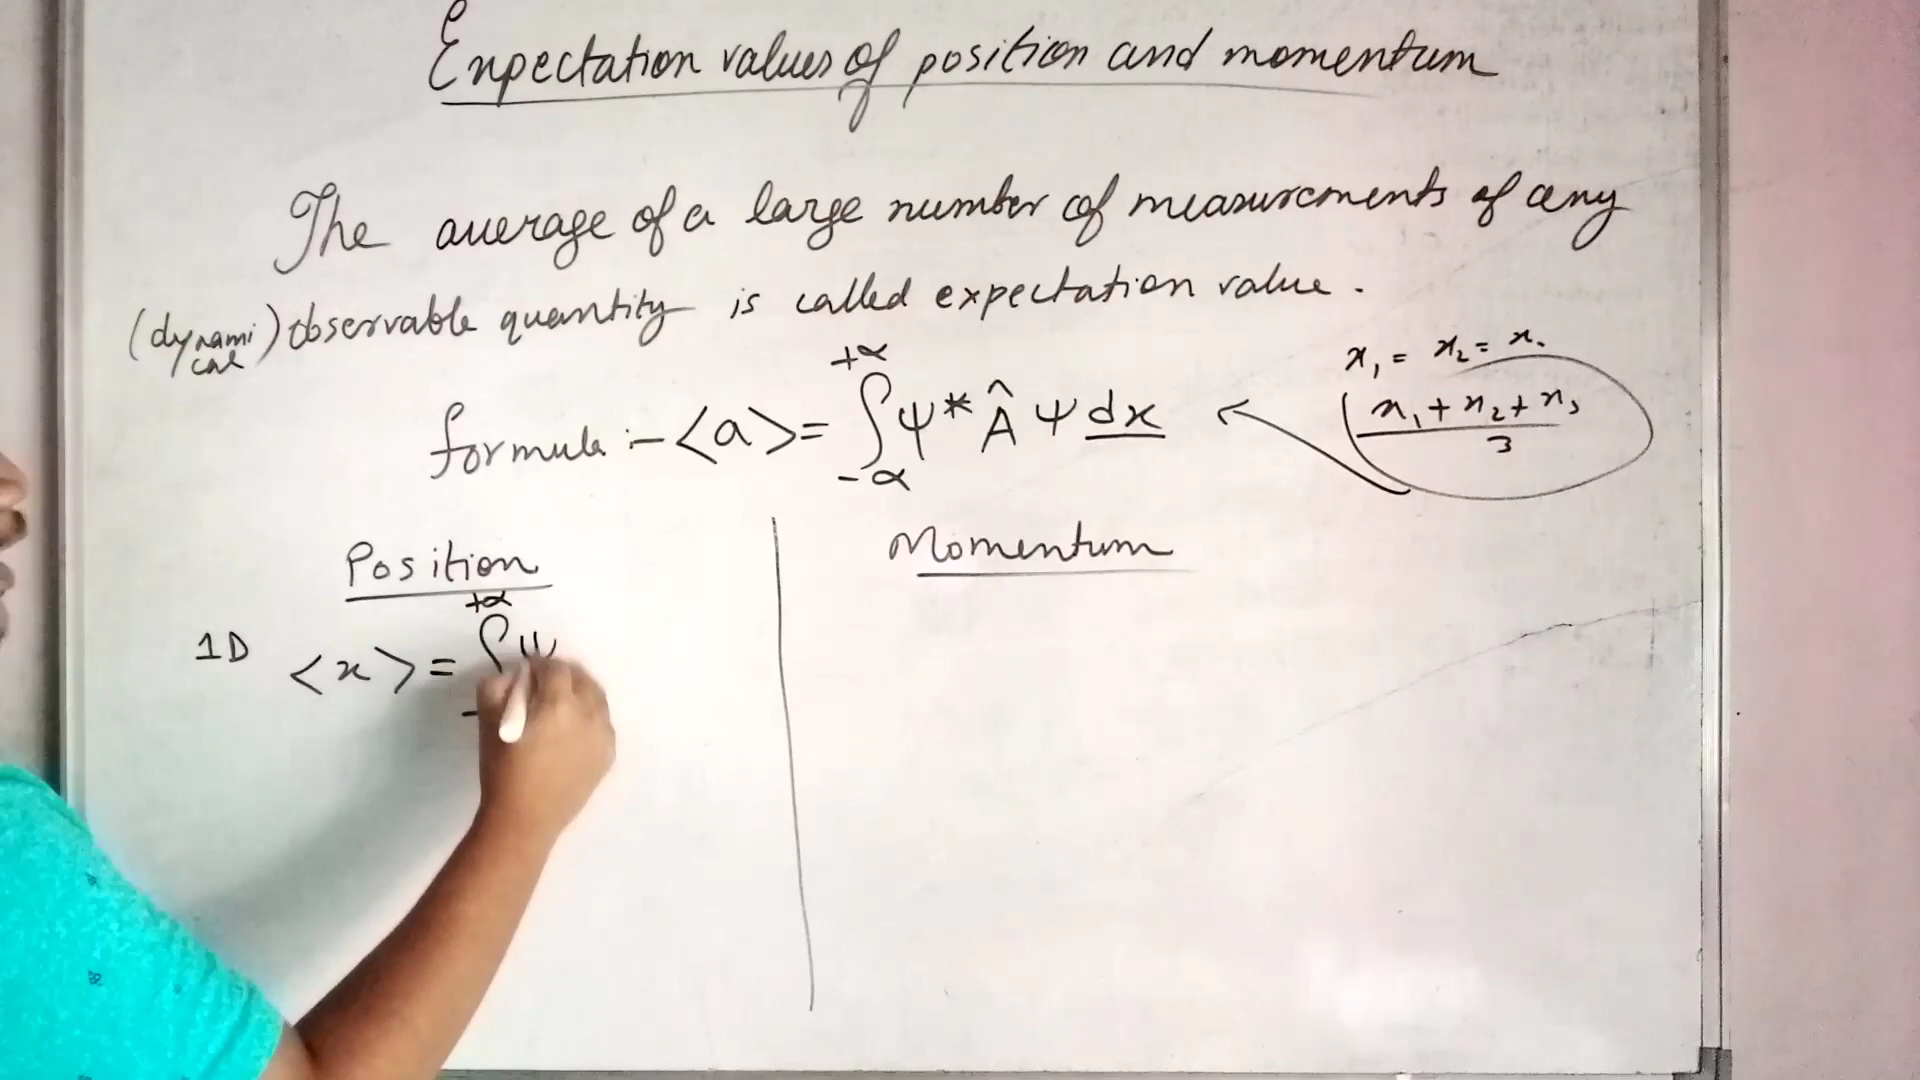 Expectation values of position and momentum
The average of a large number of measurements of any
(dynamical) observable quantity is called expectation value.
x₁ = x₂ = x.
formula :- <a> = ∫ +α -α ψ* Â ψ dx
(x₁ + x₂ + x₃ / 3
Position
Momentum
1D <x> = ∫ +α - ψ